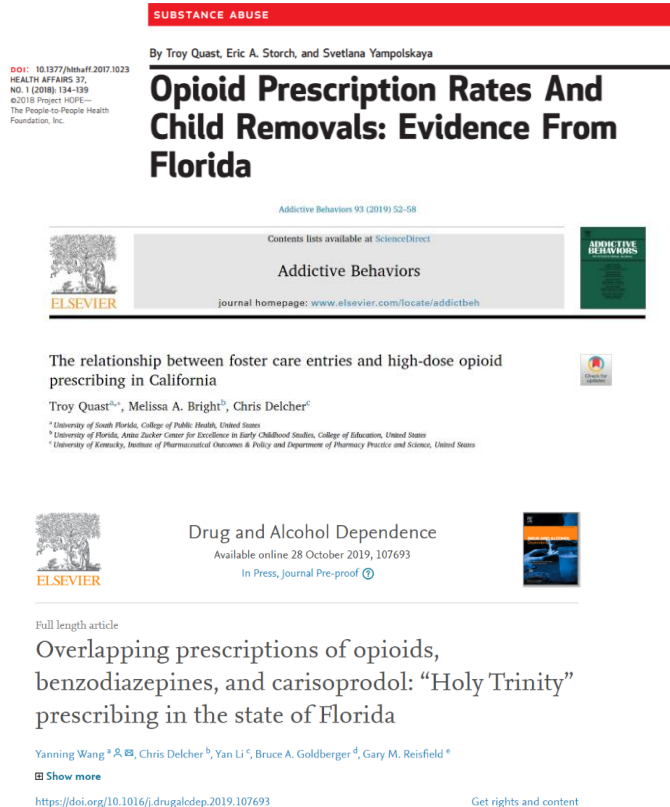 SUBSTANCE ABUSE
By Troy Quast, Eric A. Storch, and Svetlana Yampolskaya
DOI: 10.1377/hlthaff.2017.1023
HEALTH AFFAIRS 37,
NO. 1 (2018): 134–139
©2018 Project HOPE—
The People-to-People Health
Foundation, Inc.
Opioid Prescription Rates And
Child Removals: Evidence From
Florida
Addictive Behaviors 93 (2019) 52–58
Contents lists available at ScienceDirect
Addictive Behaviors
journal homepage: www.elsevier.com/locate/addictbeh
ELSEVIER
ADDICTIVE
BEHAVIORS
The relationship between foster care entries and high-dose opioid
prescribing in California
Check for
updates
Troy Quast a,*, Melissa A. Bright b, Chris Delcher c
a University of South Florida, College of Public Health, United States
b University of Florida, Anita Zucker Center for Excellence in Early Childhood Studies, College of Education, United States
c University of Kentucky, Institute of Pharmaceutical Outcomes & Policy and Department of Pharmacy Practice and Science, United States
ELSEVIER
Drug and Alcohol Dependence
Available online 28 October 2019, 107693
In Press, Journal Pre-proof
Full length article
Overlapping prescriptions of opioids,
benzodiazepines, and carisoprodol: “Holy Trinity”
prescribing in the state of Florida
Yanning Wang a, Chris Delcher b, Yan Li c, Bruce A. Goldberger d, Gary M. Reisfield e
Show more
https://doi.org/10.1016/j.drugalcdep.2019.107693
Get rights and content